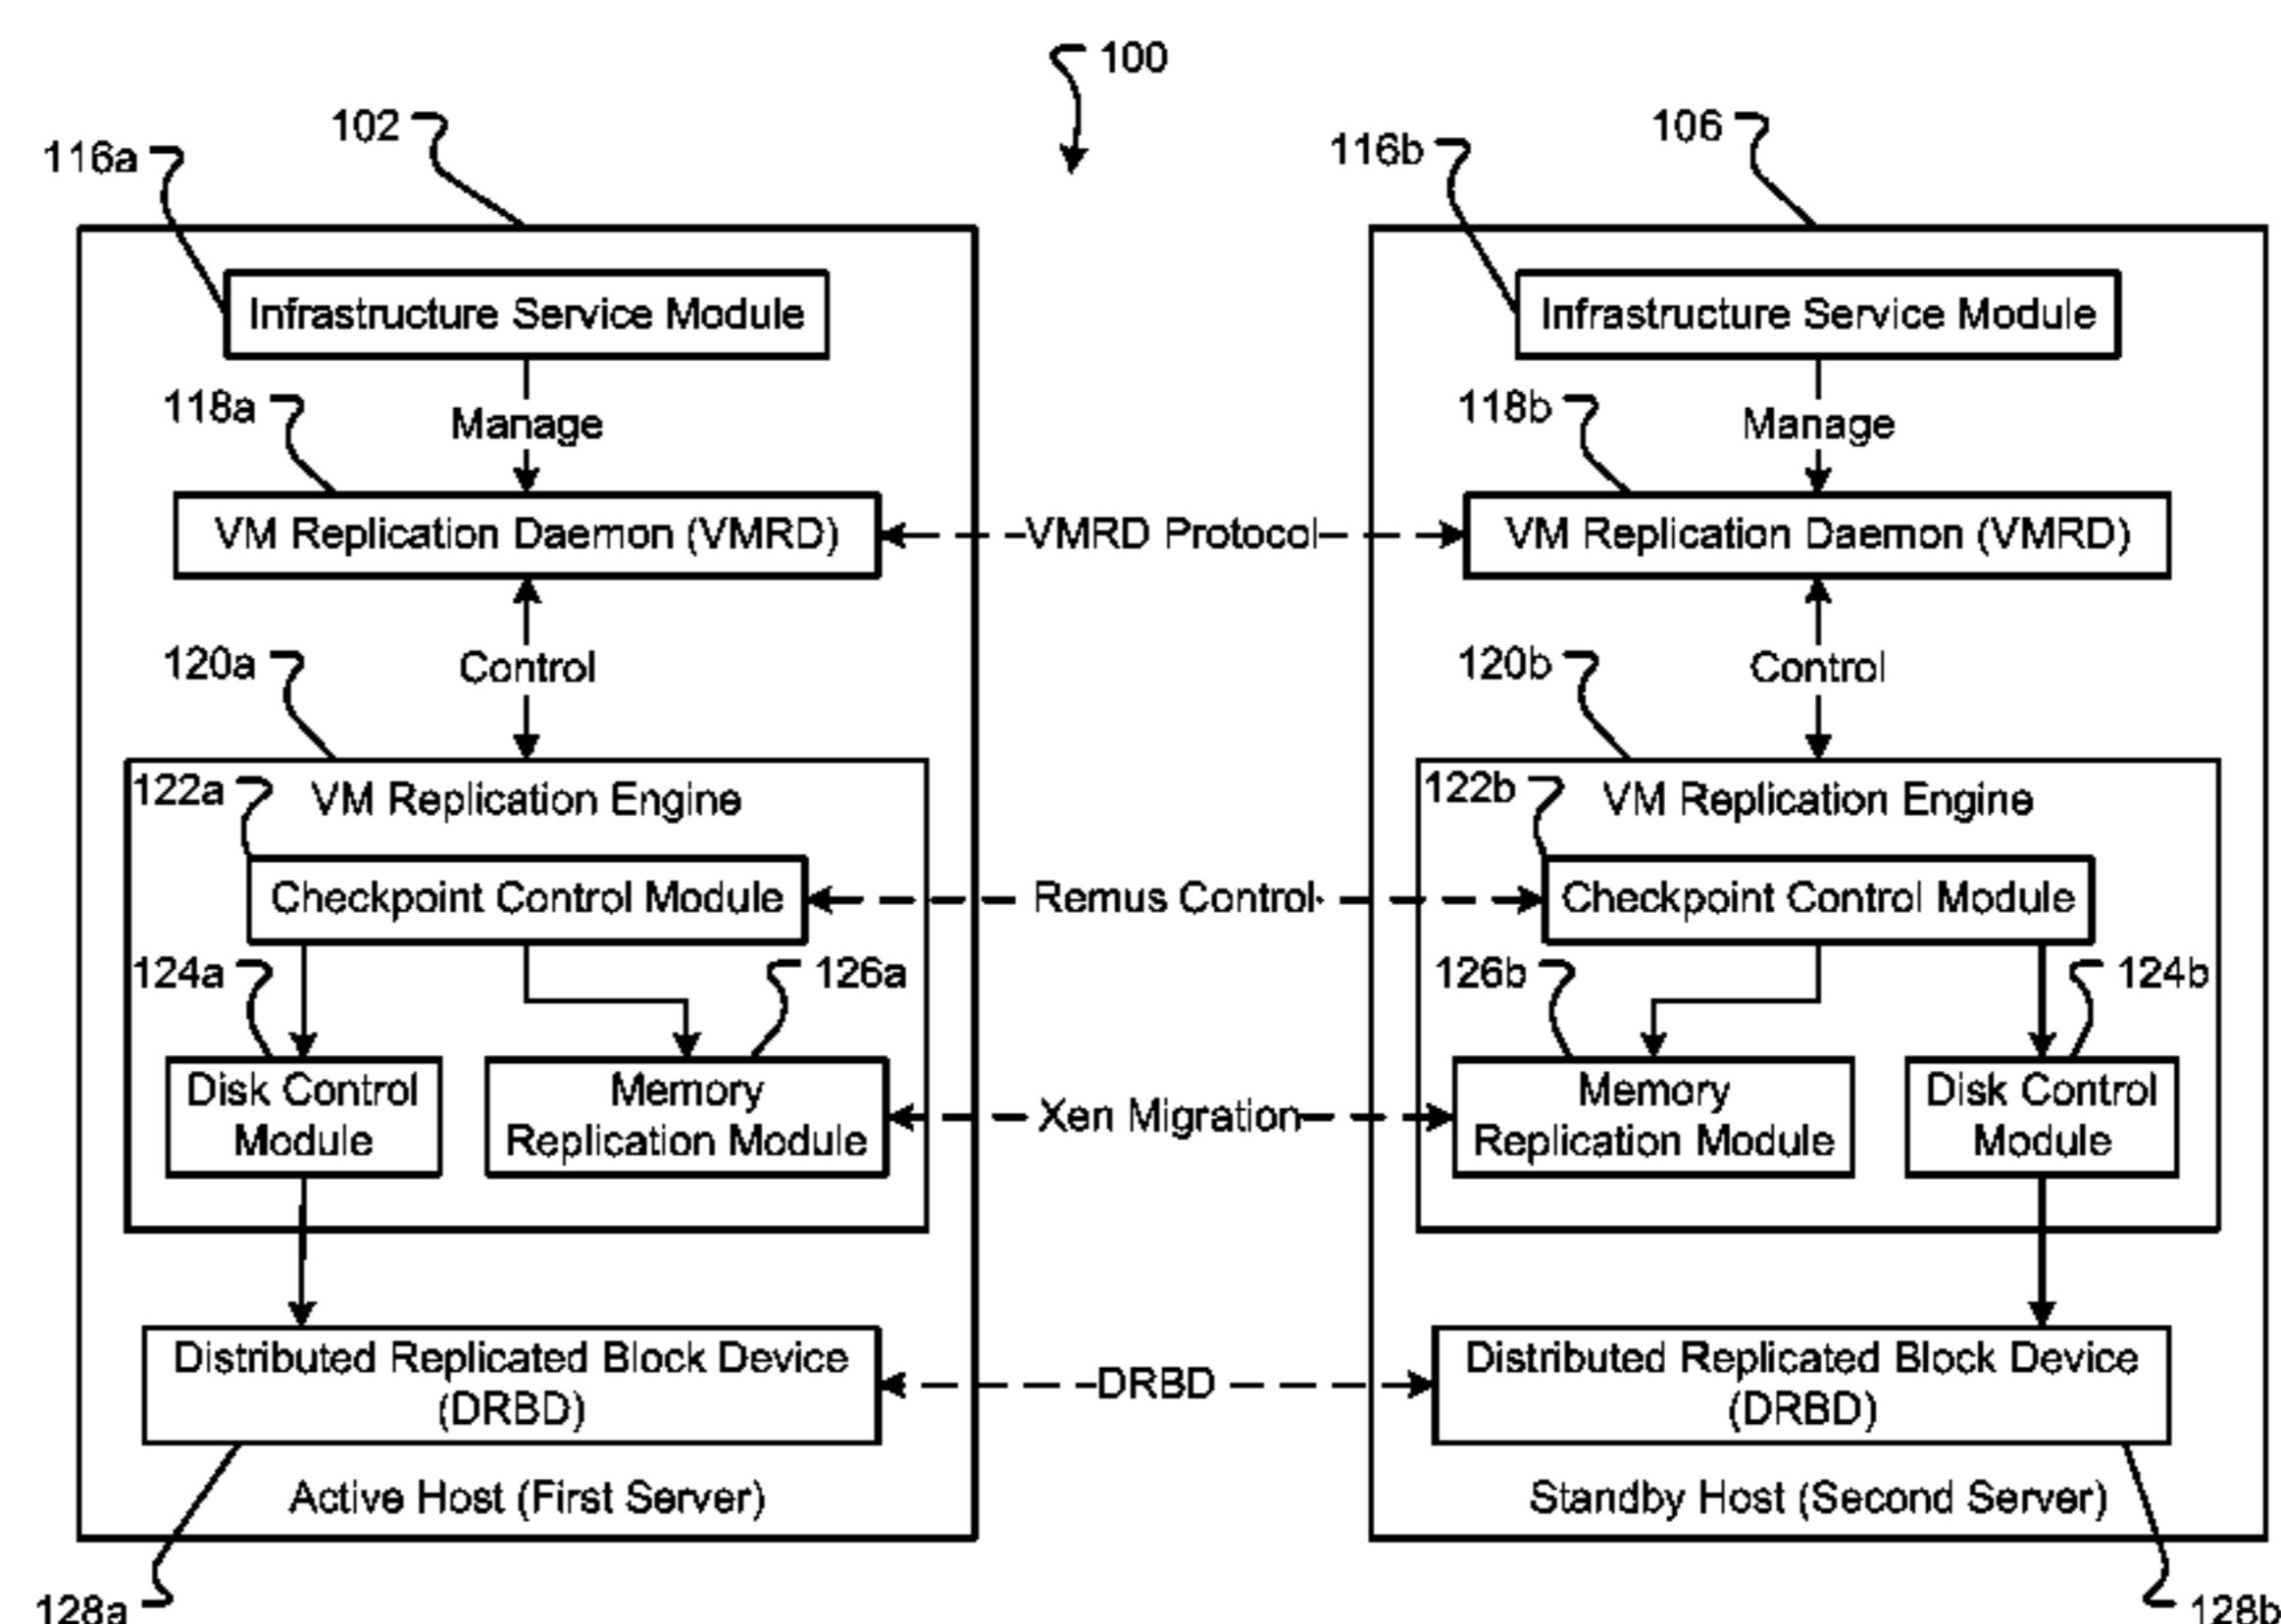 100
102
116a
106
116b
Infrastructure Service Module
Infrastructure Service Module
118a
Manage
118b
Manage
VM Replication Daemon (VMRD)
VMRD Protocol
VM Replication Daemon (VMRD)
120a
Control
120b
Control
122a
VM Replication Engine
122b
VM Replication Engine
Checkpoint Control Module
Remus Control
Checkpoint Control Module
124a
126a
126b
124b
Disk Control
Module
Memory
Replication Module
Xen Migration
Memory
Replication Module
Disk Control
Module
Distributed Replicated Block Device
(DRBD)
DRBD
Distributed Replicated Block Device
(DRBD)
Active Host (First Server)
Standby Host (Second Server)
128a
128b